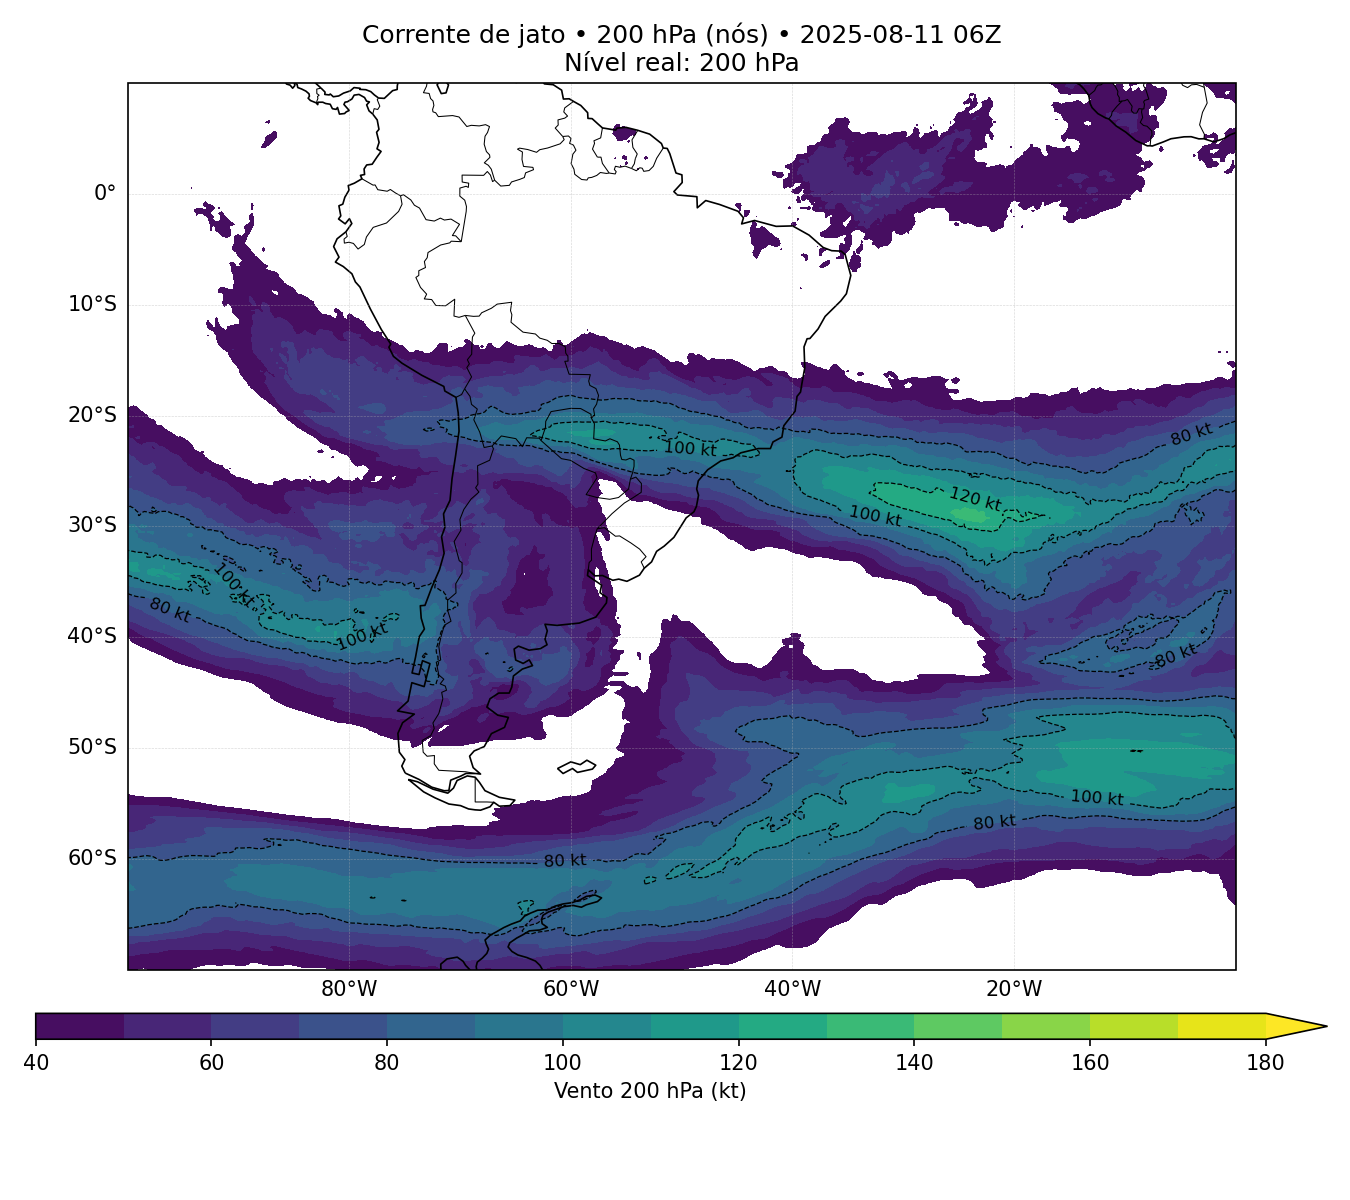 Corrente de jato • 200 hPa (nós) • 2025-08-11 06Z
Nível real: 200 hPa
0°
10°S
20°S
30°S
40°S
50°S
60°S
80 kt
100 kt
120 kt
100 kt
100 kt
80 kt
100 kt
80 kt
100 kt
80 kt
80 kt
80°W
60°W
40°W
20°W
40
60
80
100
120
140
160
180
Vento 200 hPa (kt)